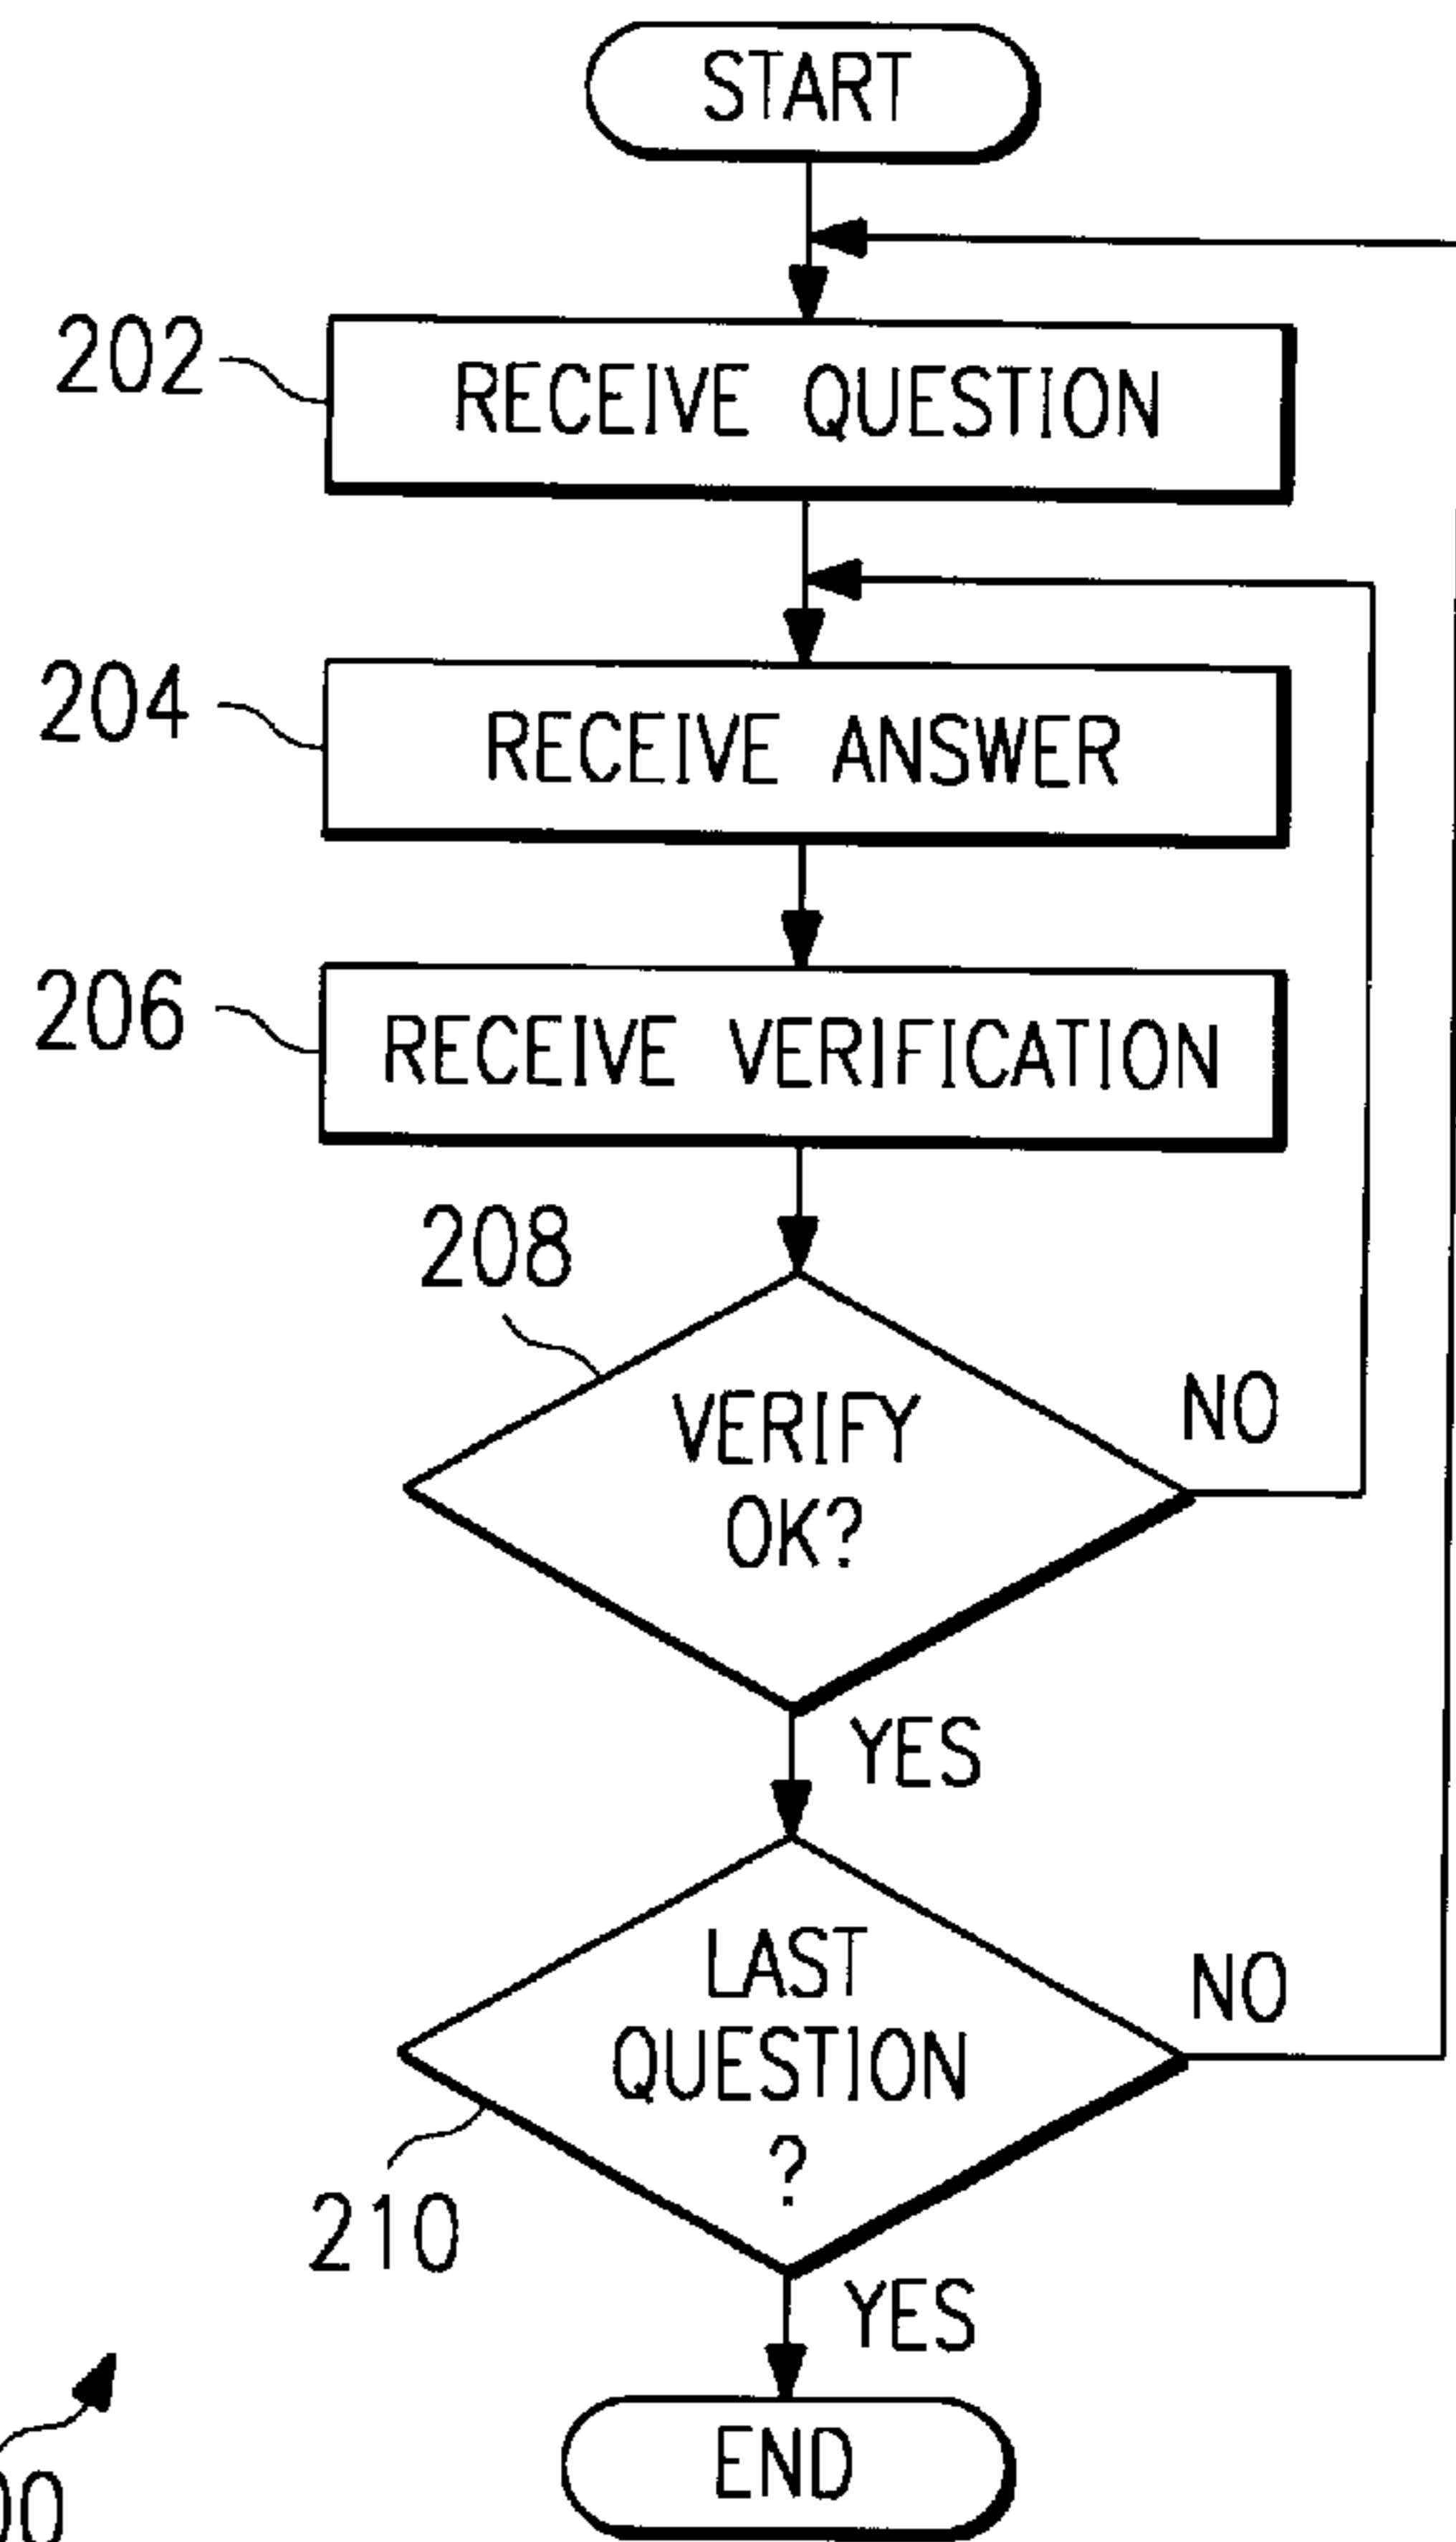 START
202
RECEIVE QUESTION
204
RECEIVE ANSWER
206
RECEIVE VERIFICATION
208
VERIFY
OK?
NO
YES
LAST
QUESTION
?
NO
210
YES
END